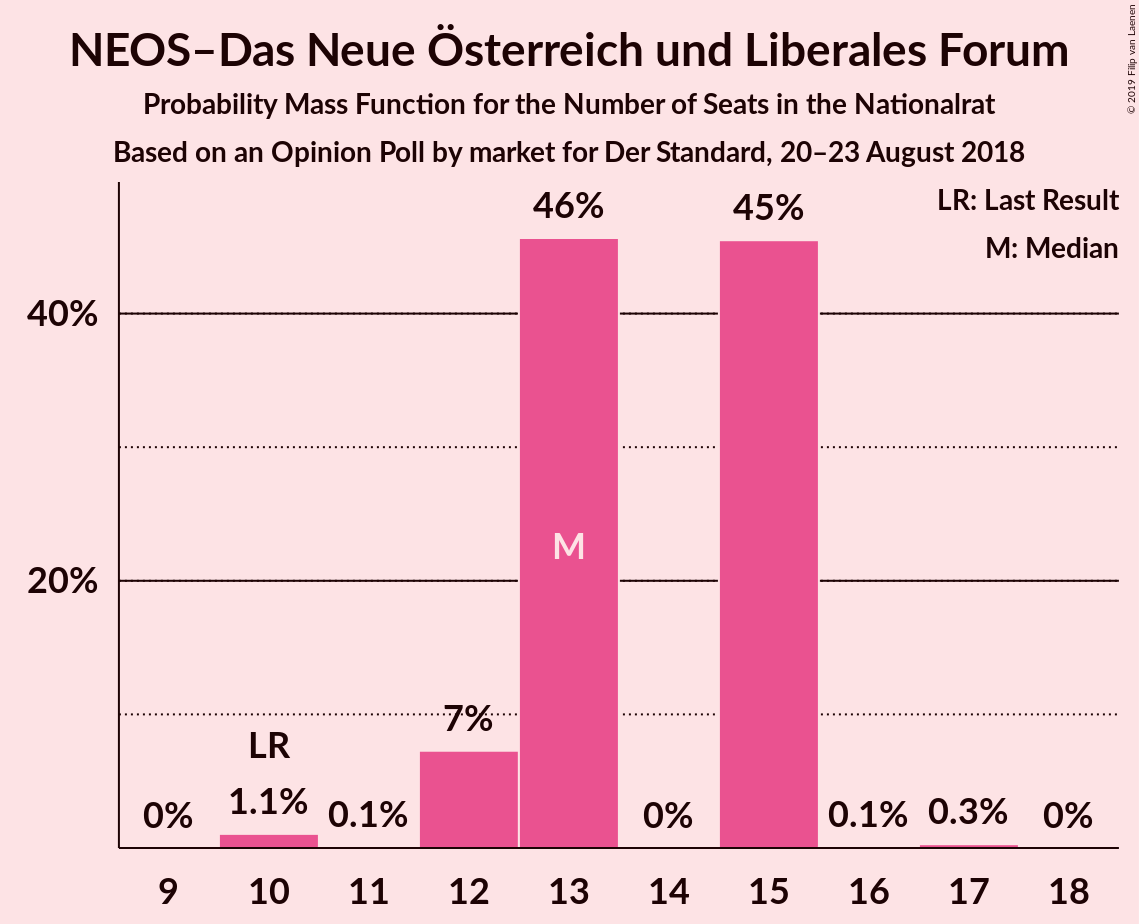 NEOS–Das Neue Österreich und Liberales Forum
Probability Mass Function for the Number of Seats in the Nationalrat
Based on an Opinion Poll by market for Der Standard, 20–23 August 2018
© 2019 Filip van Laenen
LR: Last Result
M: Median
46%
45%
40%
M
20%
7%
LR
0%
1.1%
0.1%
0%
0.1%
0.3%
0%
9 10 11 12 13 14 15 16 17 18